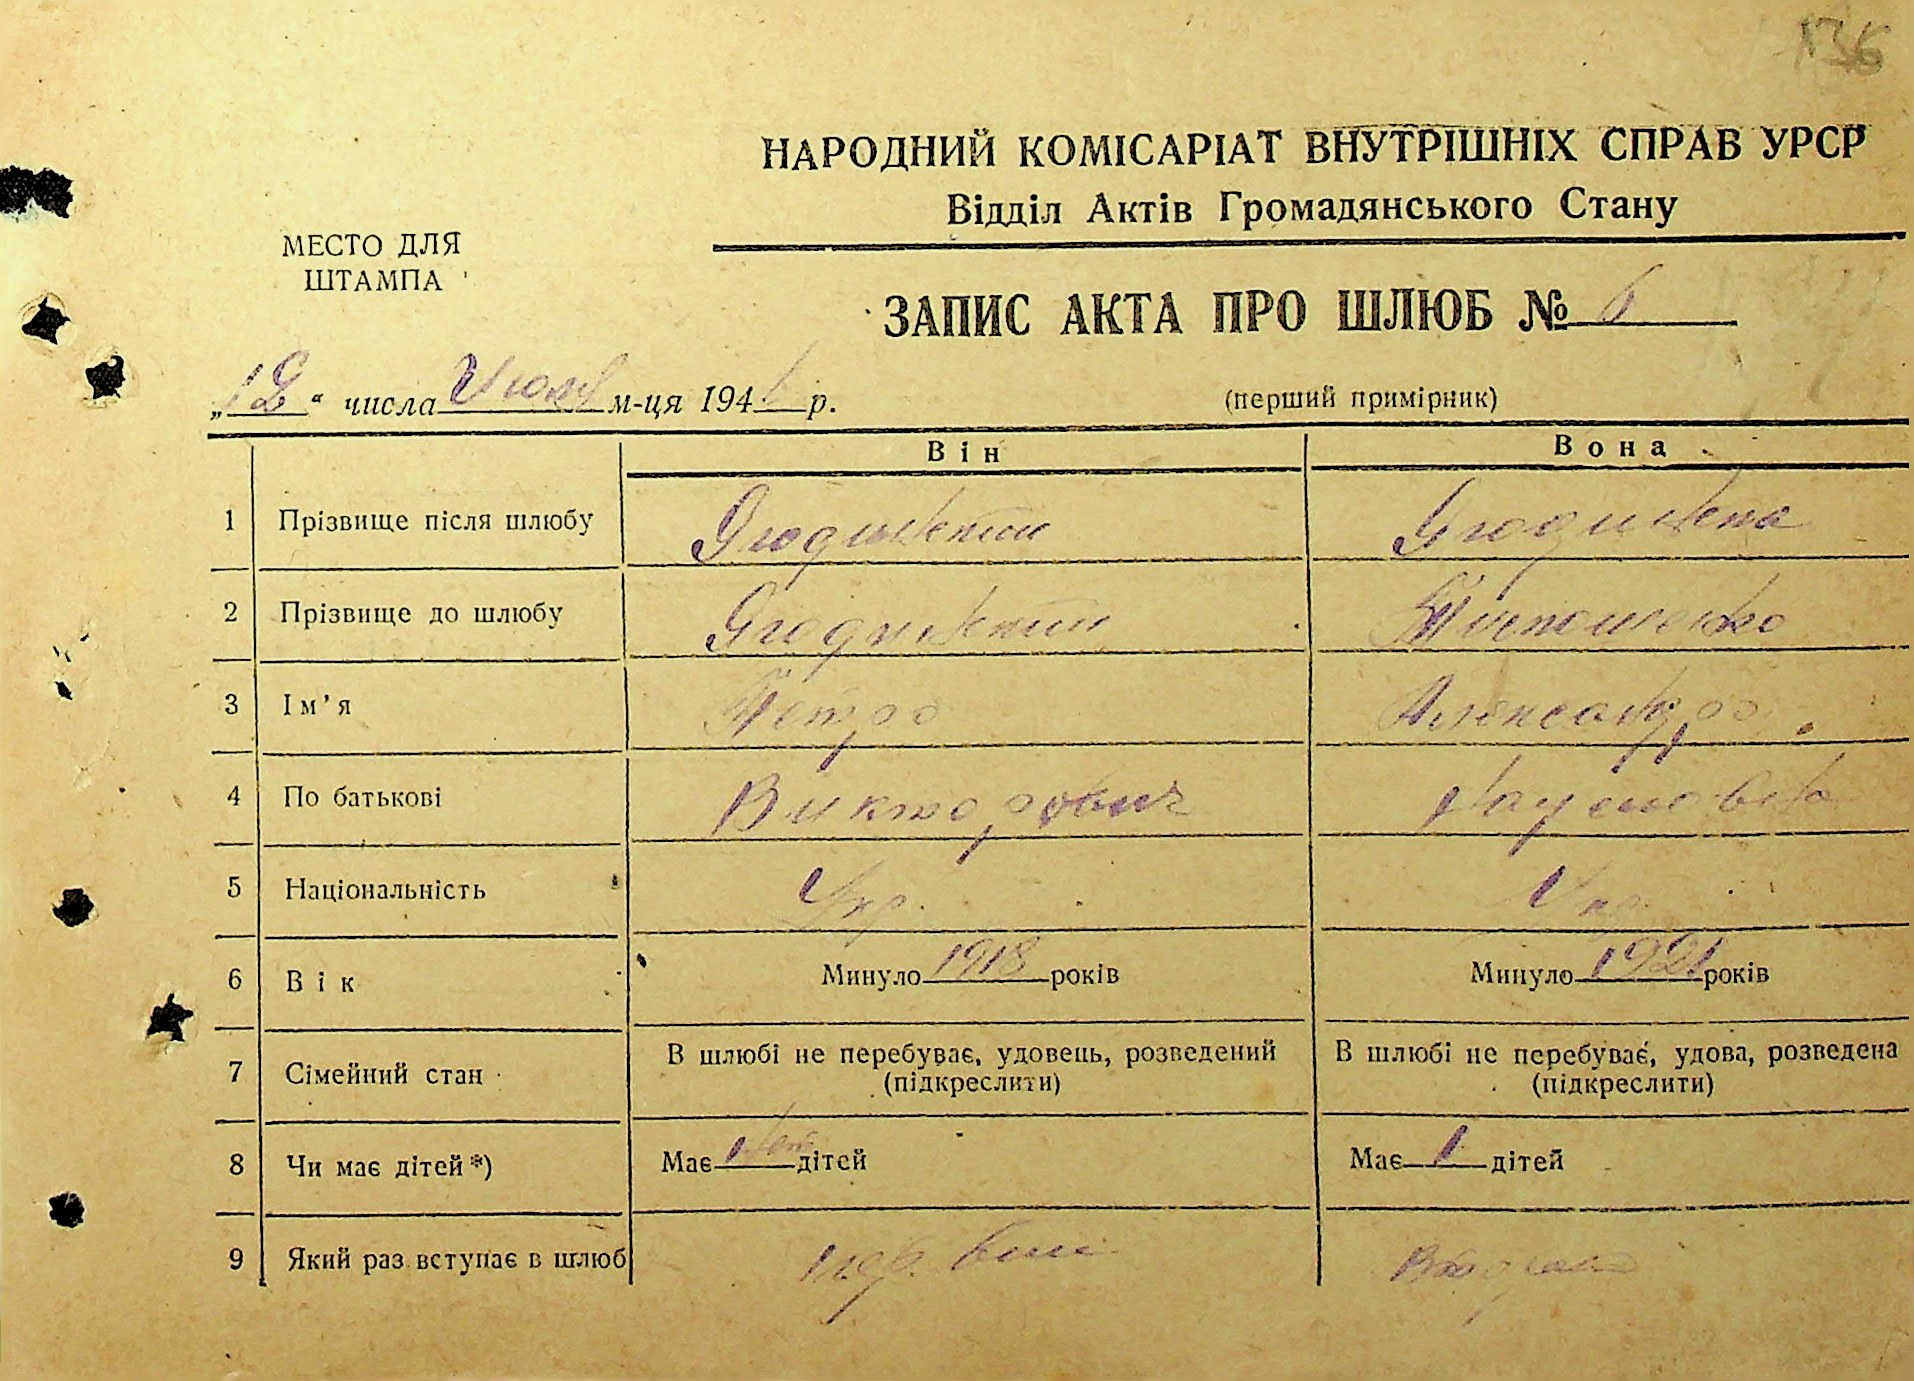 136
НАРОДНИЙ КОМІСАРІАТ ВНУТРІШНІХ СПРАВ УРСР
Відділ Актів Громадянського Стану
МЕСТО ДЛЯ
ШТАМПА
ЗАПИС АКТА ПРО ШЛЮБ № 6
„12“ числа м-ця 1941 р.
(перший примірник)
Він Вона
1 Прізвище після шлюбу
2 Прізвище до шлюбу
3 Ім’я Петро Александра
4 По батькові Викторович
5 Національність Укр. Укр.
6 Вік Минуло 1918 років Минуло 1921 років
7 Сімейний стан В шлюбі не перебуває, удовець, розведений (підкреслити) В шлюбі не перебуває, удова, розведена (підкреслити)
8 Чи має дітей *) Має нет дітей Має 1 дітей
9 Який раз вступає в шлюб